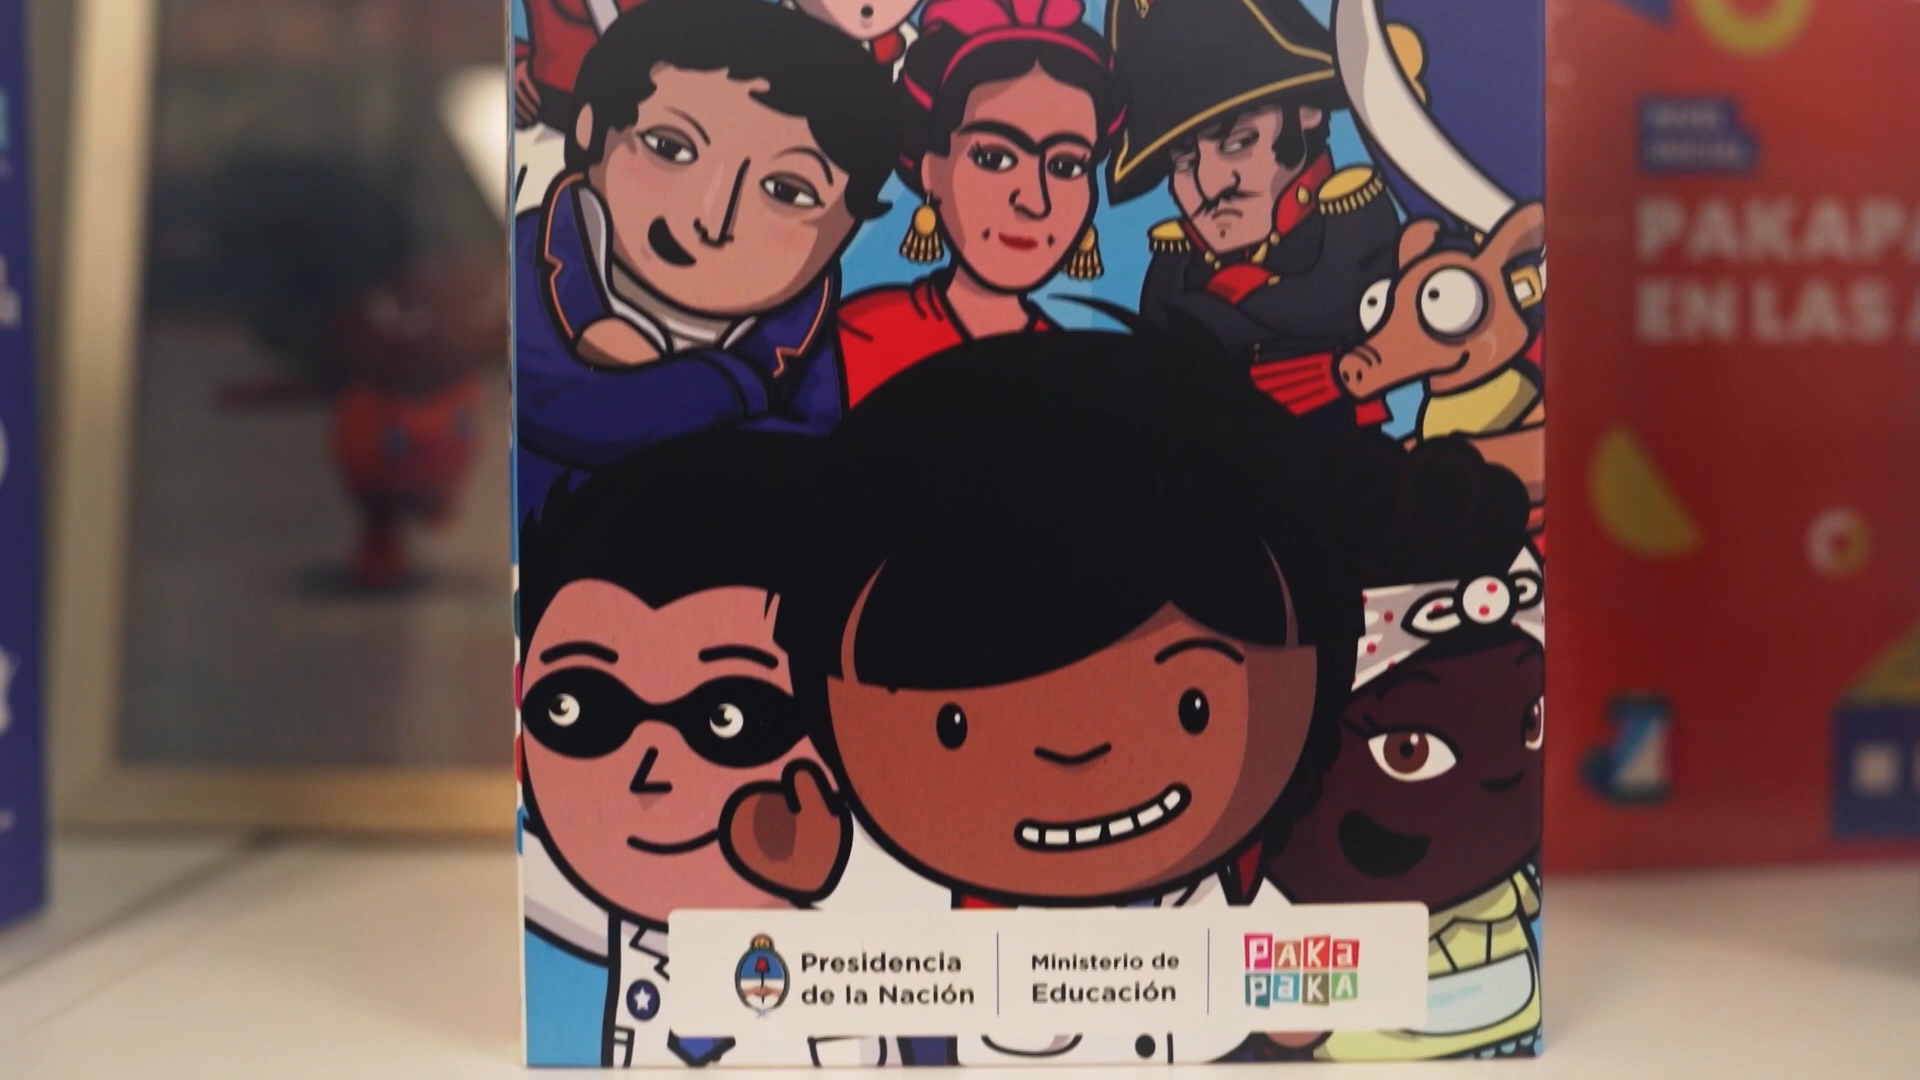 Presidencia
de la Nación
Ministerio de
Educación
PAKa
PaKA
PAKAPA
EN LAS A